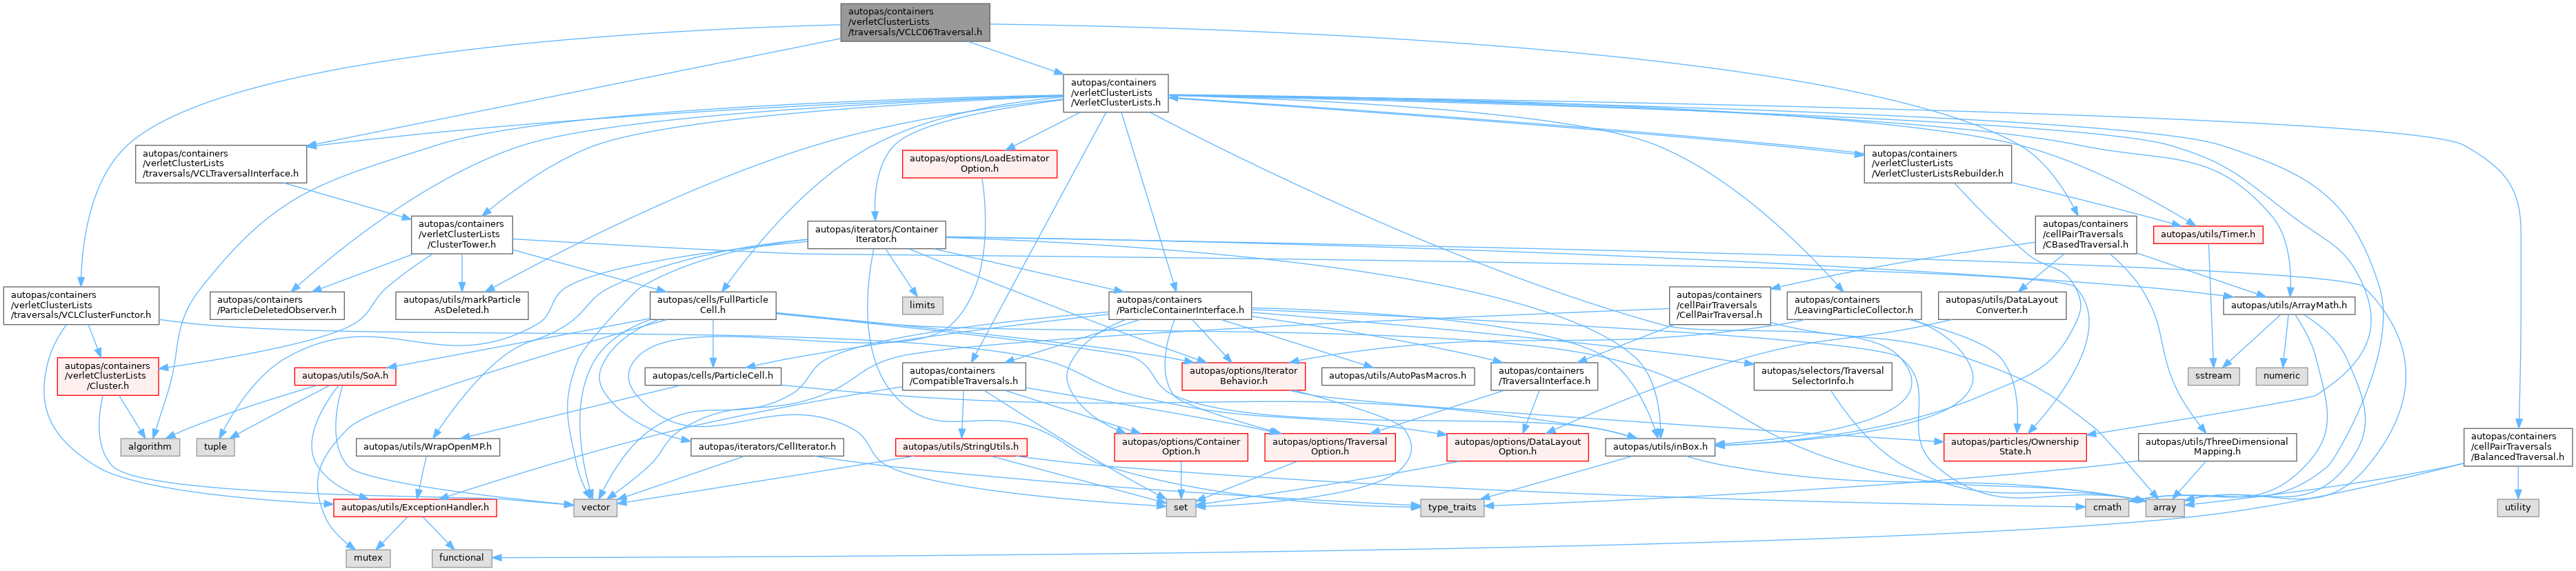 autopas/containers
/verletClusterLists
/traversals/VCLC06Traversal.h
autopas/containers
/verletClusterLists
/VerletClusterLists.h
autopas/containers
/verletClusterLists
/traversals/VCLTraversalInterface.h
autopas/options/LoadEstimator
Option.h
autopas/containers
/verletClusterLists
/VerletClusterListsRebuilder.h
autopas/containers
/verletClusterLists
/ClusterTower.h
autopas/iterators/Container
Iterator.h
autopas/containers
/cellPairTraversals
/CBasedTraversal.h
autopas/utils/Timer.h
autopas/containers
/verletClusterLists
/traversals/VCLClusterFunctor.h
autopas/containers
/ParticleDeletedObserver.h
autopas/utils/markParticle
AsDeleted.h
autopas/cells/FullParticle
Cell.h
limits
autopas/containers
/ParticleContainerInterface.h
autopas/containers
/cellPairTraversals
/CellPairTraversal.h
autopas/containers
/LeavingParticleCollector.h
autopas/utils/DataLayout
Converter.h
autopas/utils/ArrayMath.h
autopas/containers
/verletClusterLists
/Cluster.h
autopas/utils/SoA.h
autopas/cells/ParticleCell.h
autopas/containers
/CompatibleTraversals.h
autopas/options/Iterator
Behavior.h
autopas/utils/AutoPasMacros.h
autopas/containers
/TraversalInterface.h
autopas/selectors/Traversal
SelectorInfo.h
sstream
numeric
algorithm
tuple
autopas/utils/WrapOpenMP.h
autopas/iterators/CellIterator.h
autopas/utils/StringUtils.h
autopas/options/Container
Option.h
autopas/options/Traversal
Option.h
autopas/options/DataLayout
Option.h
autopas/utils/inBox.h
autopas/particles/Ownership
State.h
autopas/utils/ThreeDimensional
Mapping.h
autopas/containers
/cellPairTraversals
/BalancedTraversal.h
autopas/utils/ExceptionHandler.h
vector
set
type_traits
cmath
array
utility
mutex
functional